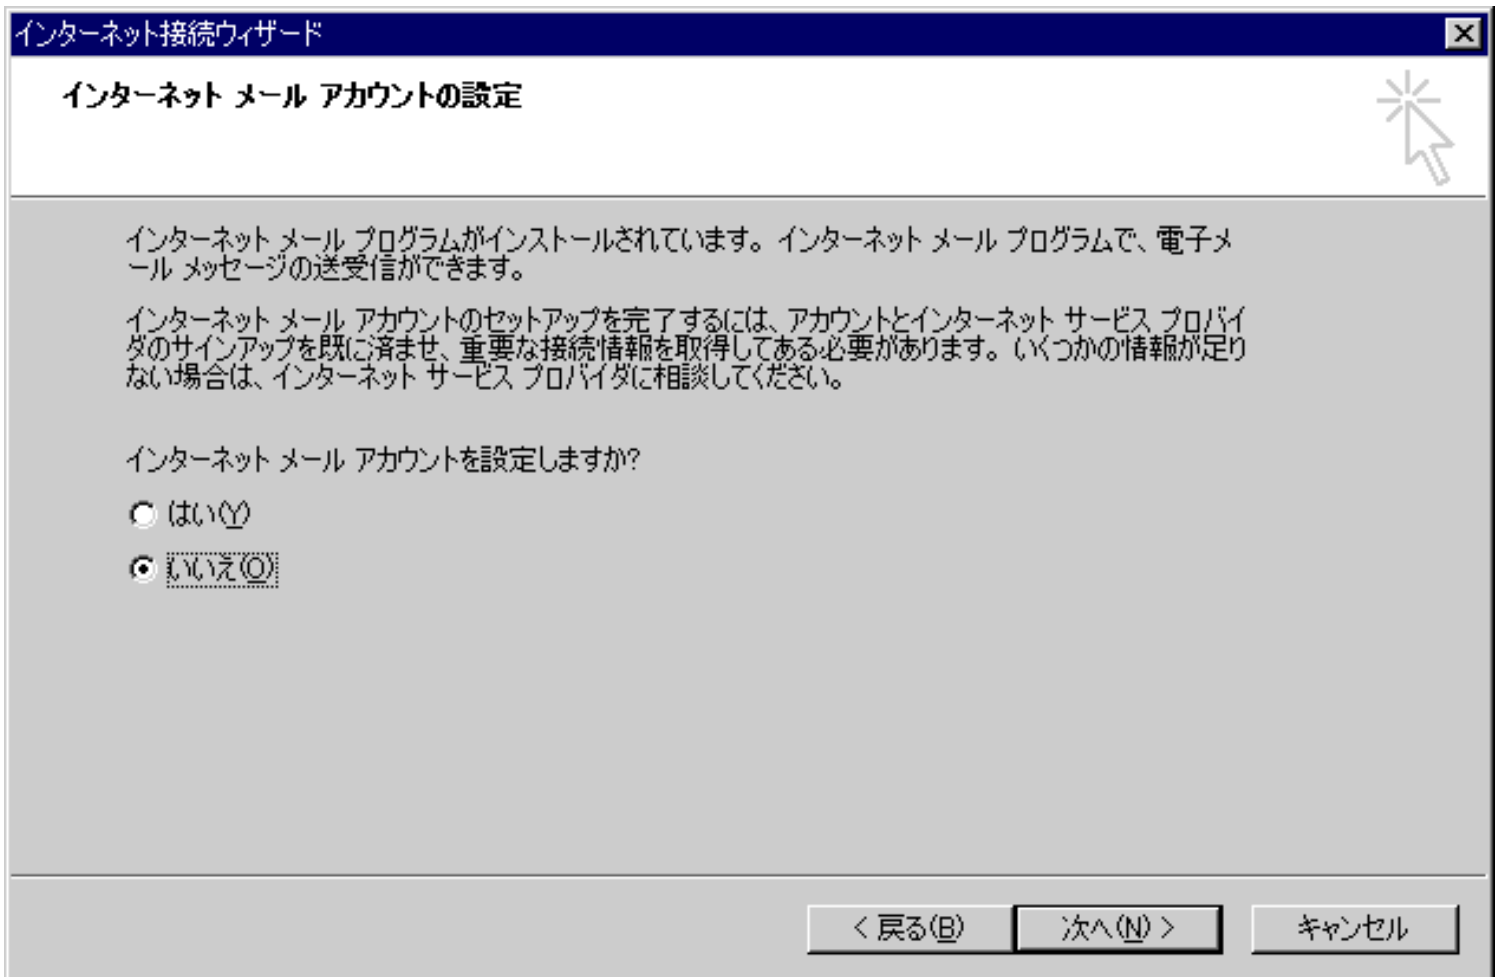 インターネット接続ウィザード
インターネット メール アカウントの設定
インターネット メール プログラムがインストールされています。インターネット メール プログラムで、電子メ
ール メッセージの送受信ができます。
インターネット メール アカウントのセットアップを完了するには、アカウントとインターネット サービス プロバイ
ダのサインアップを既に済ませ、重要な接続情報を取得してある必要があります。いくつかの情報が足り
ない場合は、インターネット サービス プロバイダに相談してください。
インターネット メール アカウントを設定しますか?
はい(Y)
いいえ(O)
< 戻る(B)
次へ(N) >
キャンセル